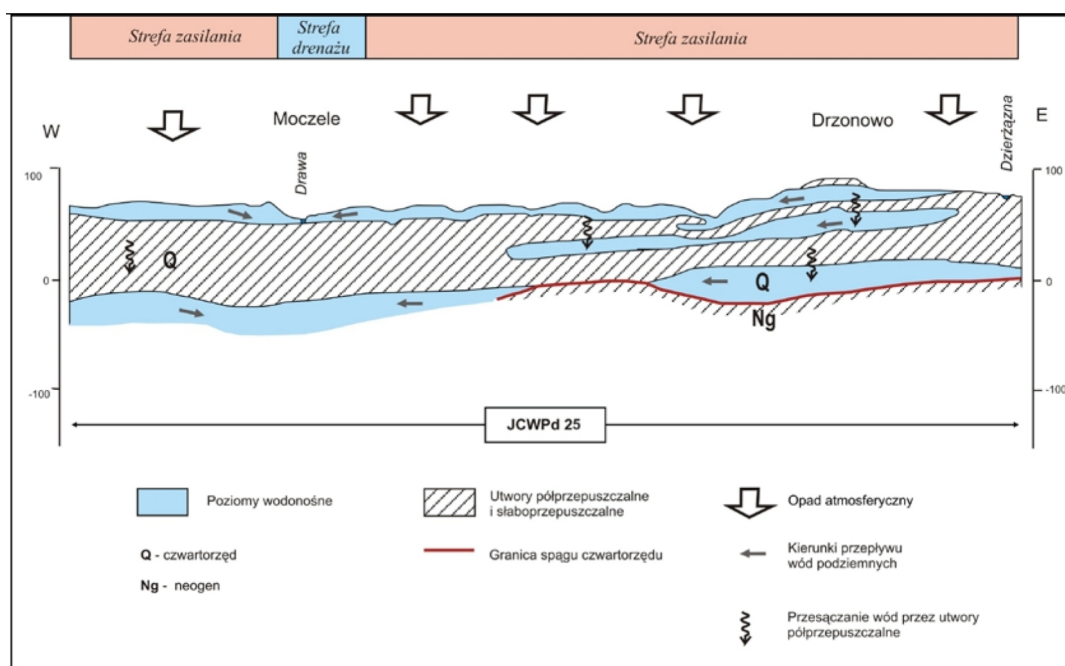 Strefa zasilania
Strefa
drenażu
Strefa zasilania
W
Moczele
Drzonowo
E
Drawa
Dzierżązna
100
100
Q
0
0
Q
Ng
-100
-100
JCWPd 25
Poziomy wodonośne
Utwory półprzepuszczalne
i słaboprzepuszczalne
Opad atmosferyczny
Q - czwartorzęd
Granica spągu czwartorzędu
Kierunki przepływu
wód podziemnych
Ng - neogen
Przesączanie wód przez utwory
półprzepuszczalne